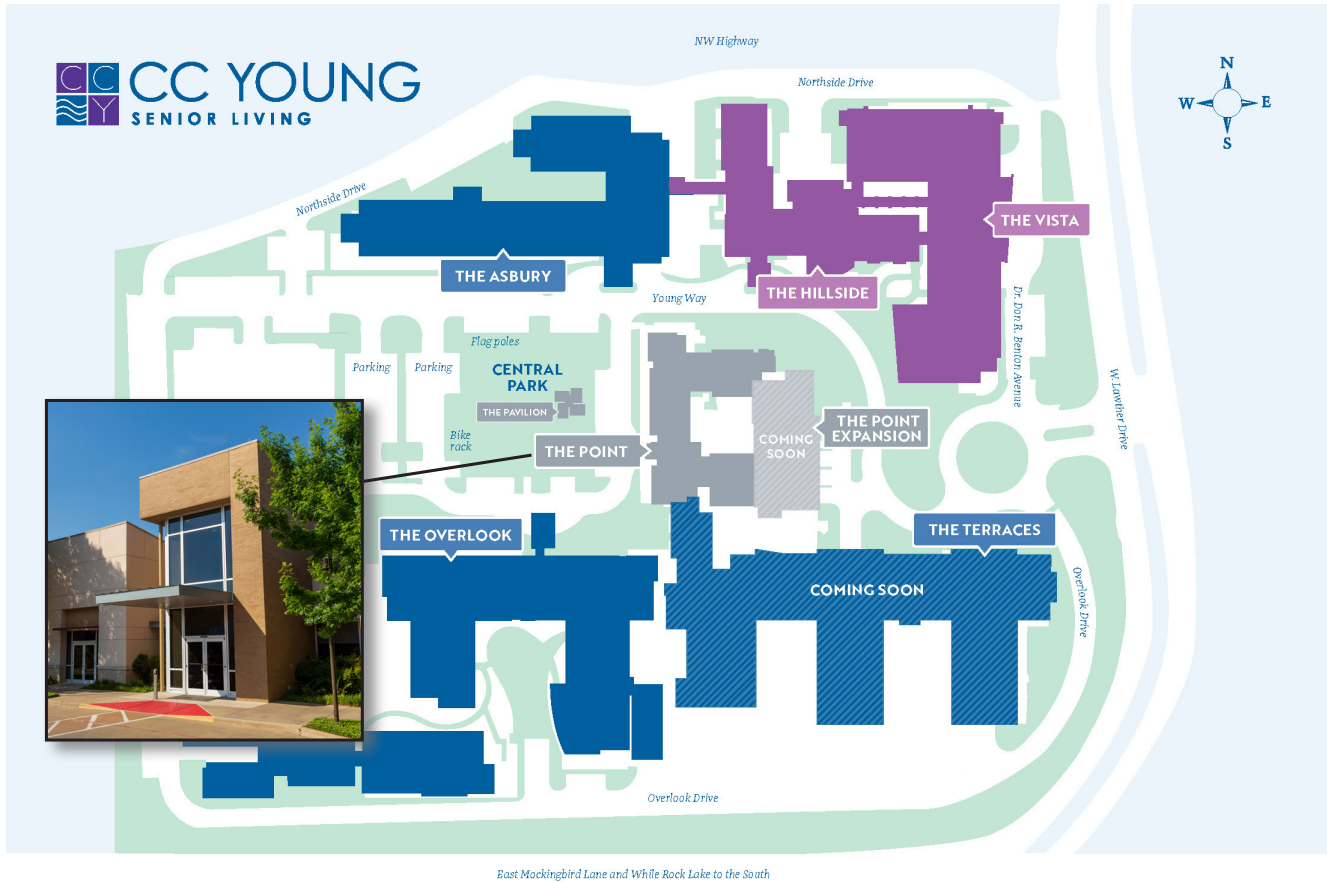 NW Highway
Northside Drive
N
W E
S
CC
Y
CC YOUNG
SENIOR LIVING
Northside Drive
THE VISTA
THE ASBURY
THE HILLSIDE
Young Way
Dr. Don R. Benton Avenue
Flag poles
Parking
Parking
CENTRAL
PARK
THE PAVILION
W. Lawther Drive
THE POINT
EXPANSION
Bike
rack
COMING
SOON
THE POINT
THE OVERLOOK
THE TERRACES
COMING SOON
Overlook Drive
Overlook Drive
East Mockingbird Lane and While Rock Lake to the South